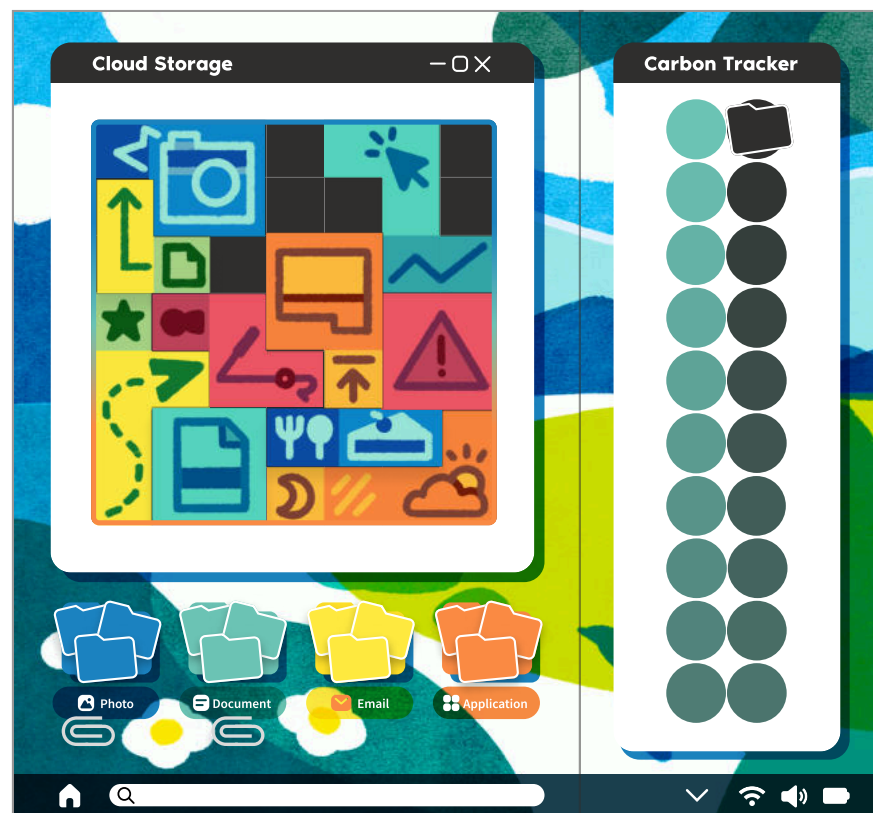 Cloud Storage
Carbon Tracker
Photo
Document
Email
Application